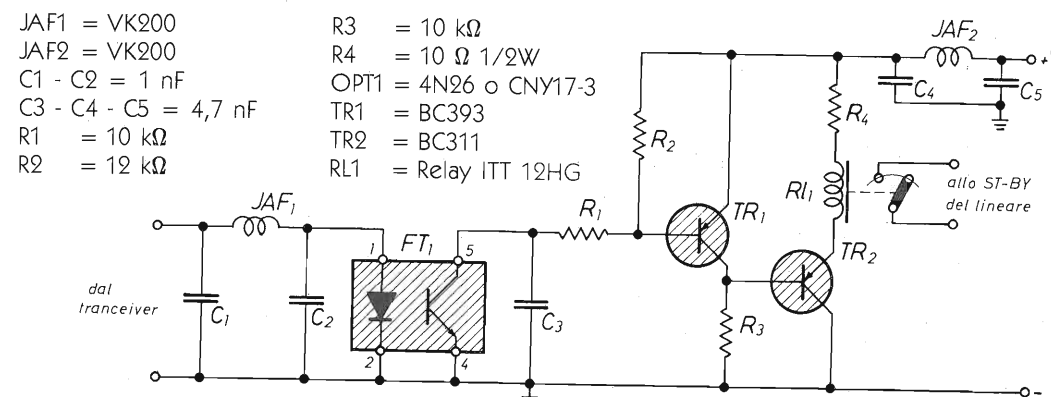 JAF1 = VK200
JAF2 = VK200
C1 - C2 = 1 nF
C3 - C4 - C5 = 4,7 nF
R1 = 10 kΩ
R2 = 12 kΩ
R3 = 10 kΩ
R4 = 10 Ω 1/2W
OPT1 = 4N26 o CNY17-3
TR1 = BC393
TR2 = BC311
RL1 = Relay ITT 12HG
JAF2
+
C4
C5
R4
R2
Rl1
allo ST-BY
del lineare
JAF1
R1
TR1
TR2
1
FT1
5
dal
tranceiver
C1
C2
C3
R3
2
4
-